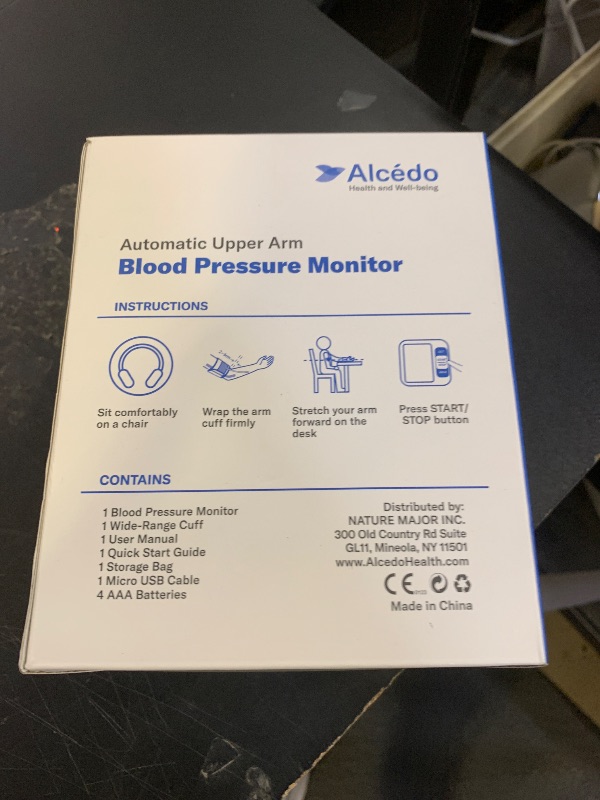 Alcédo
Health and Well-being
Automatic Upper Arm
Blood Pressure Monitor
INSTRUCTIONS
Sit comfortably
on a chair
Wrap the arm
cuff firmly
Stretch your arm
forward on the
desk
Press START/
STOP button
CONTAINS
1 Blood Pressure Monitor
1 Wide-Range Cuff
1 User Manual
1 Quick Start Guide
1 Storage Bag
1 Micro USB Cable
4 AAA Batteries
Distributed by:
NATURE MAJOR INC.
300 Old Country Rd Suite
GL11, Mineola, NY 11501
www.AlcedoHealth.com
CE
Made in China